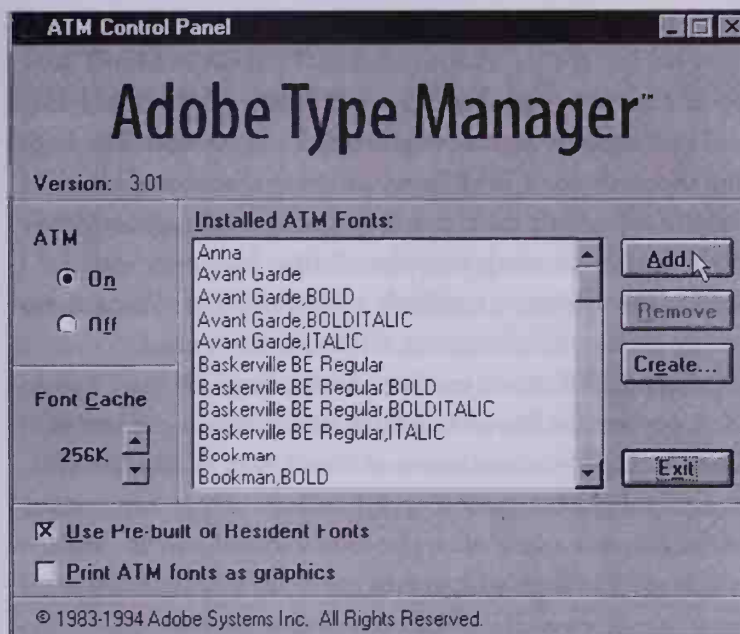 ATM Control Panel
Adobe Type Manager™
Version: 3.01
ATM
On
Off
Font Cache
256K
Installed ATM Fonts:
Anna
Avant Garde
Avant Garde,BOLD
Avant Garde,BOLDITALIC
Avant Garde,ITALIC
Baskerville BE Regular
Baskerville BE Regular,BOLD
Baskerville BE Regular,BOLDITALIC
Baskerville BE Regular,ITALIC
Bookman
Bookman,BOLD
Add...
Remove
Create...
Exit
Use Pre-built or Resident Fonts
Print ATM fonts as graphics
© 1983-1994 Adobe Systems Inc. All Rights Reserved.